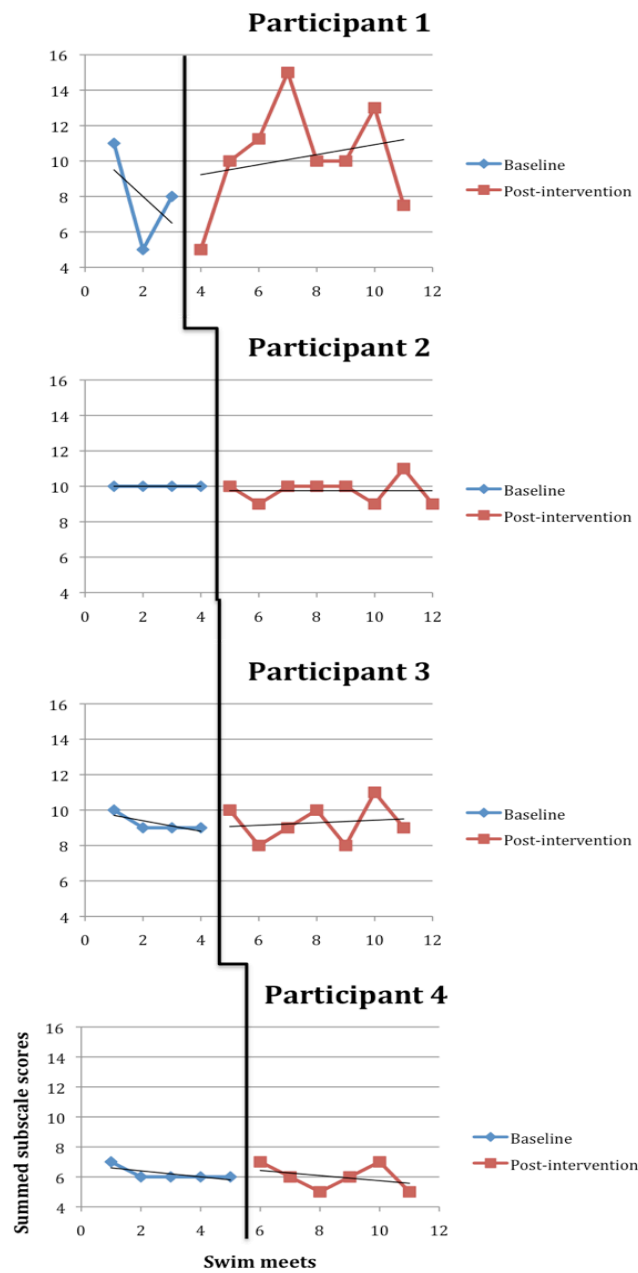 Participant 1
16
14
12
10
8
6
4
0 2 4 6 8 10 12
Baseline
Post-intervention
Participant 2
16
14
12
10
8
6
4
0 2 4 6 8 10 12
Baseline
Post-intervention
Participant 3
16
14
12
10
8
6
4
0 2 4 6 8 10 12
Baseline
Post-intervention
Participant 4
Summed subscale scores
16
14
12
10
8
6
4
0 2 4 6 8 10 12
Baseline
Post-intervention
Swim meets